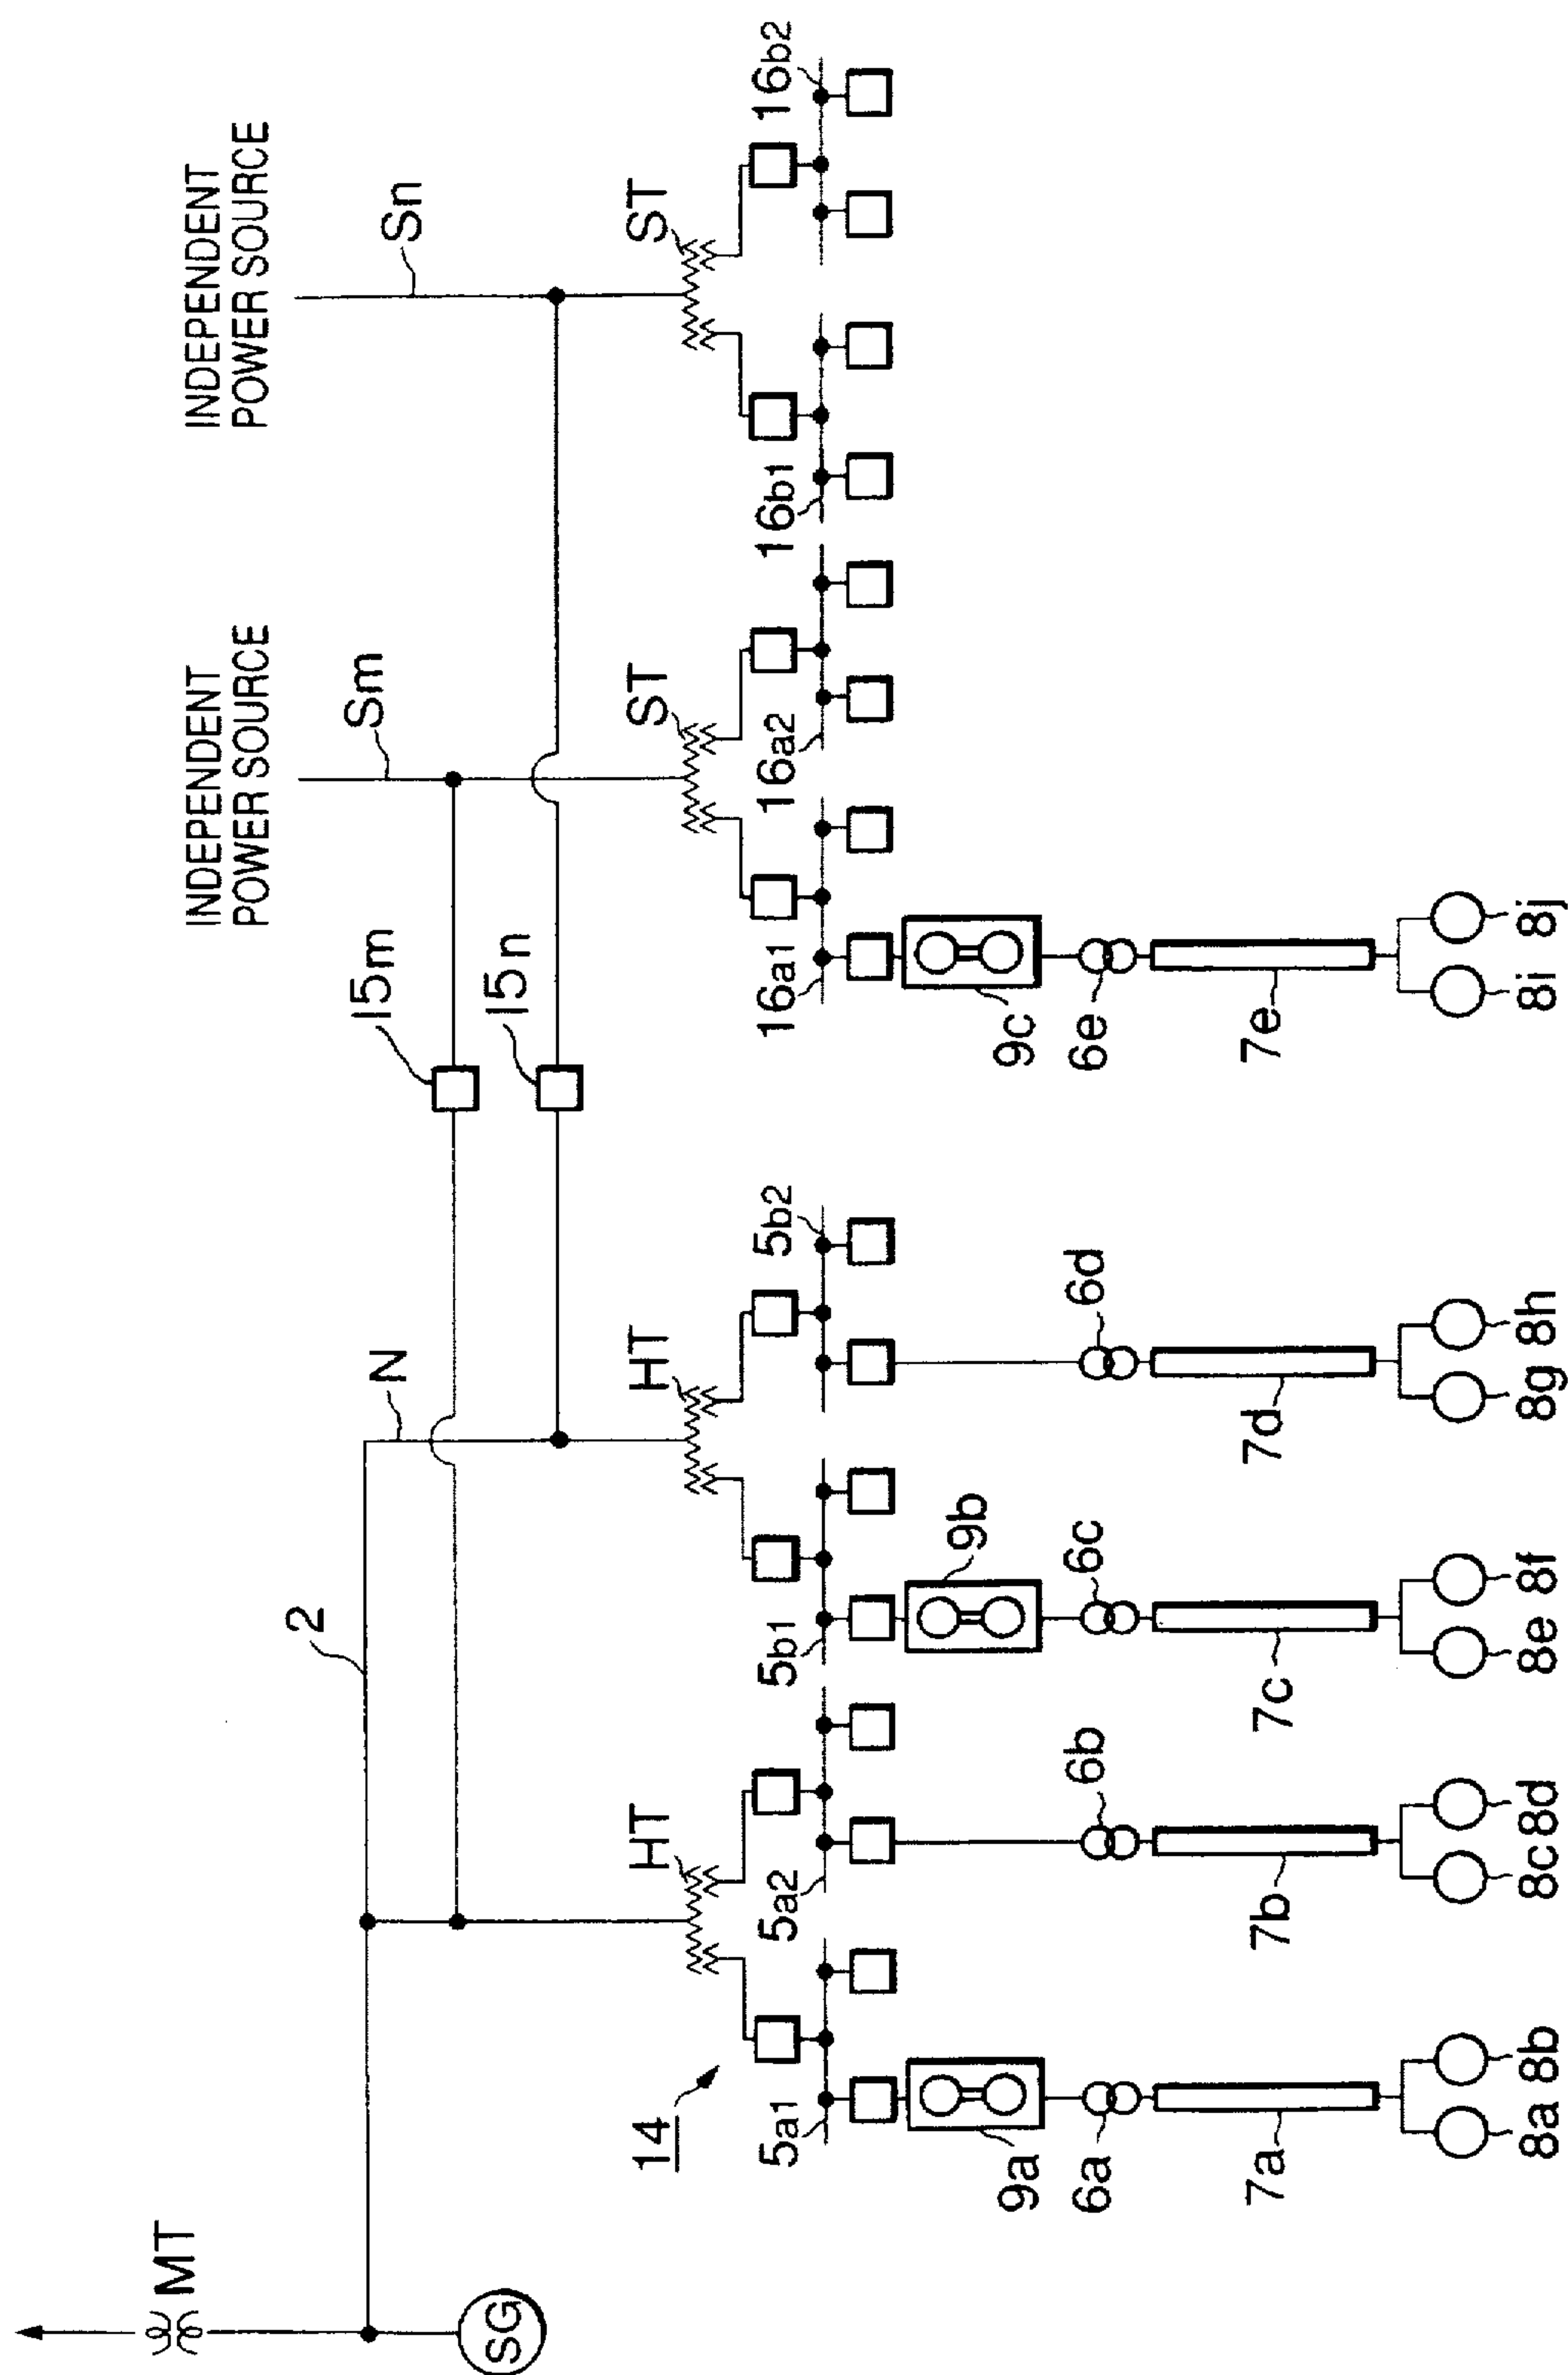 INDEPENDENT
POWER SOURCE
INDEPENDENT
POWER SOURCE
MT
SG
2
N
Sm
Sn
15m
15n
HT
HT
ST
ST
14
5a1
5a2
5b1
5b2
16a1
16a2
16b1
16b2
9a
9b
9c
6a
6b
6c
6d
6e
7a
7b
7c
7d
7e
8a
8b
8c
8d
8e
8f
8g
8h
8i
8j